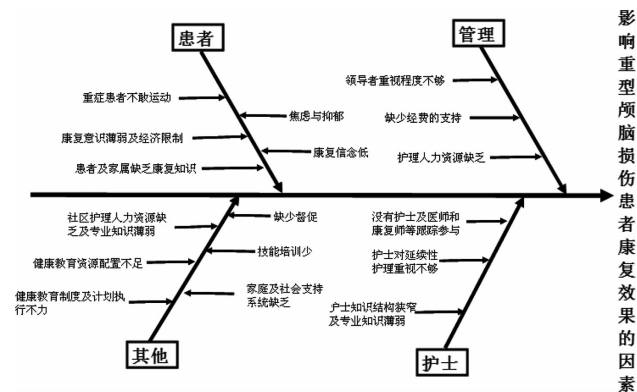 患者
管理
重症患者不敢运动
焦虑与抑郁
康复意识薄弱及经济限制
康复信念低
患者及家属缺乏康复知识
领导者重视程度不够
缺少经费的支持
护理人力资源缺乏
社区护理人力资源缺
乏及专业知识薄弱
缺少督促
健康教育资源配置不足
技能培训少
健康教育制度及计划执
行不力
家庭及社会支持
系统缺乏
没有护士及医师和
康复师等跟踪参与
护士对延续性
护理重视不够
护士知识结构狭窄
及专业知识薄弱
其他
护士
影响重型颅脑损伤患者康复效果的因素